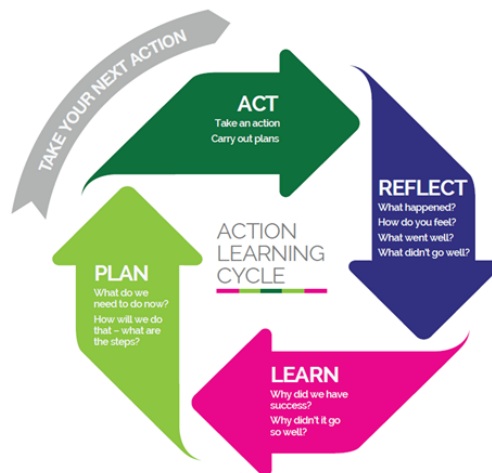 TAKE YOUR NEXT ACTION
ACT
Take an action
Carry out plans
REFLECT
What happened?
How do you feel?
What went well?
What didn't go well?
ACTION
LEARNING
CYCLE
PLAN
What do we
need to do now?
How will we do
that – what are
the steps?
LEARN
Why did we have
success?
Why didn't it go
so well?